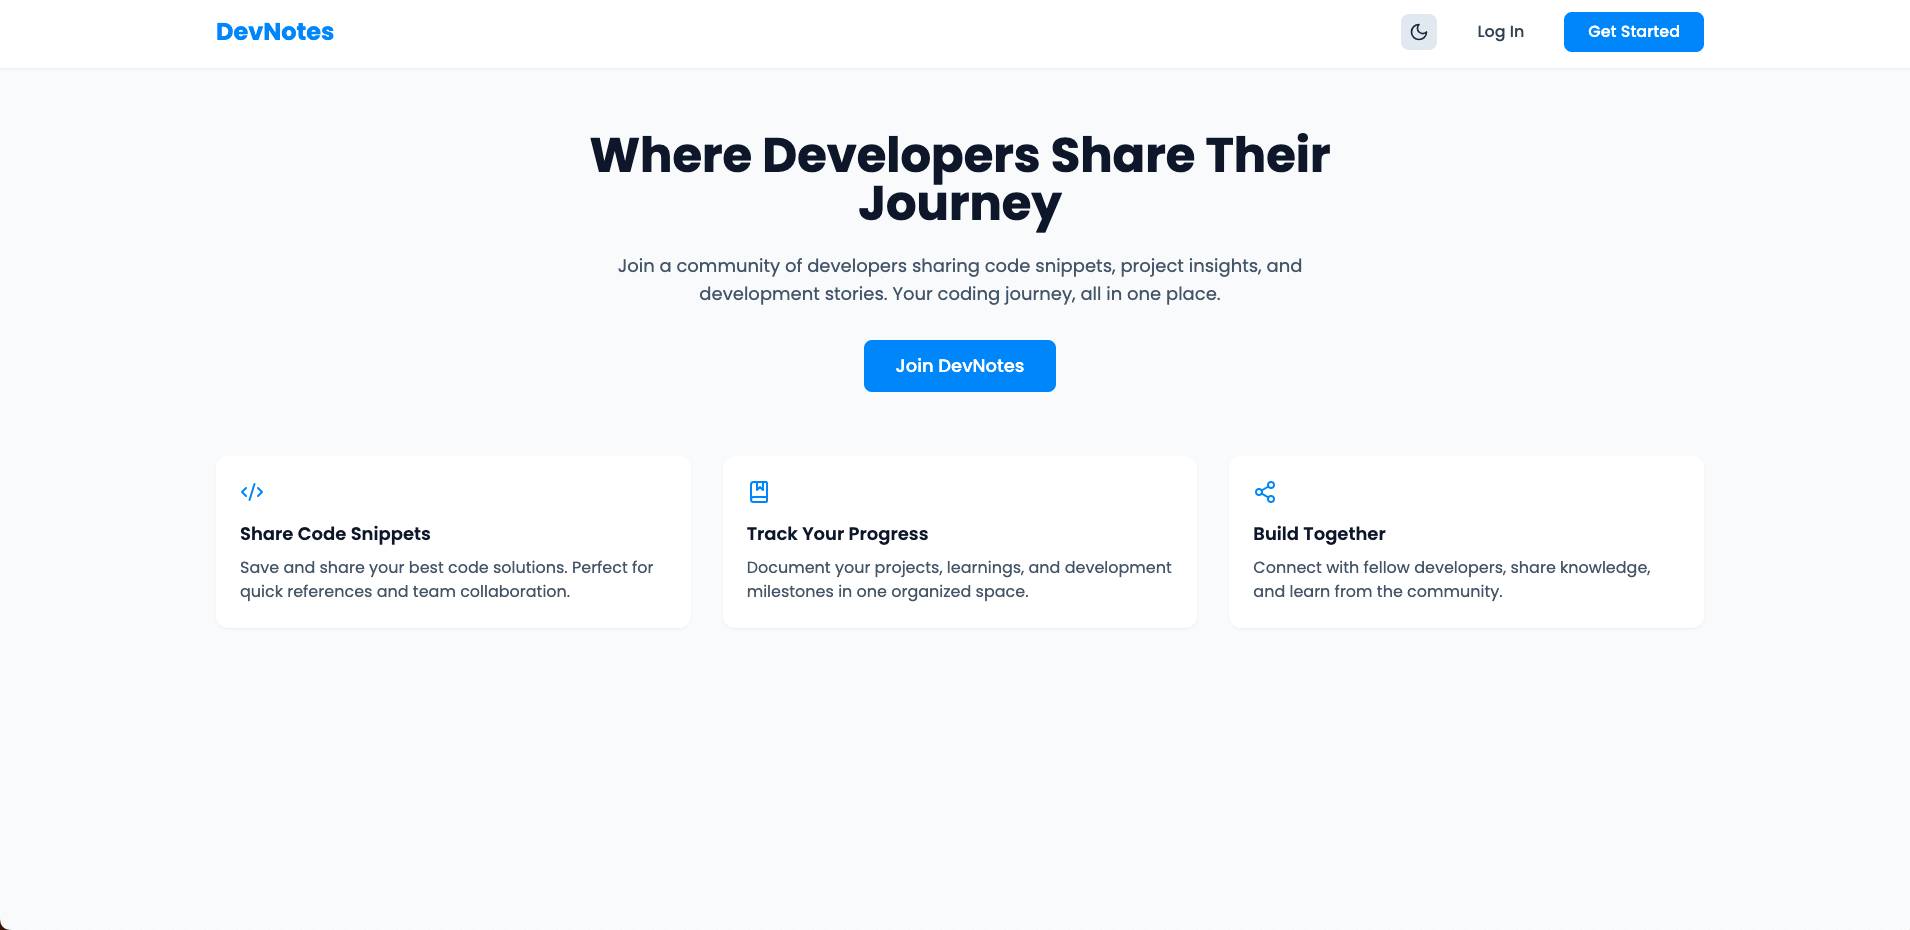 DevNotes
Log In
Get Started
Where Developers Share Their
Journey
Join a community of developers sharing code snippets, project insights, and
development stories. Your coding journey, all in one place.
Join DevNotes
Share Code Snippets
Save and share your best code solutions. Perfect for
quick references and team collaboration.
Track Your Progress
Document your projects, learnings, and development
milestones in one organized space.
Build Together
Connect with fellow developers, share knowledge,
and learn from the community.